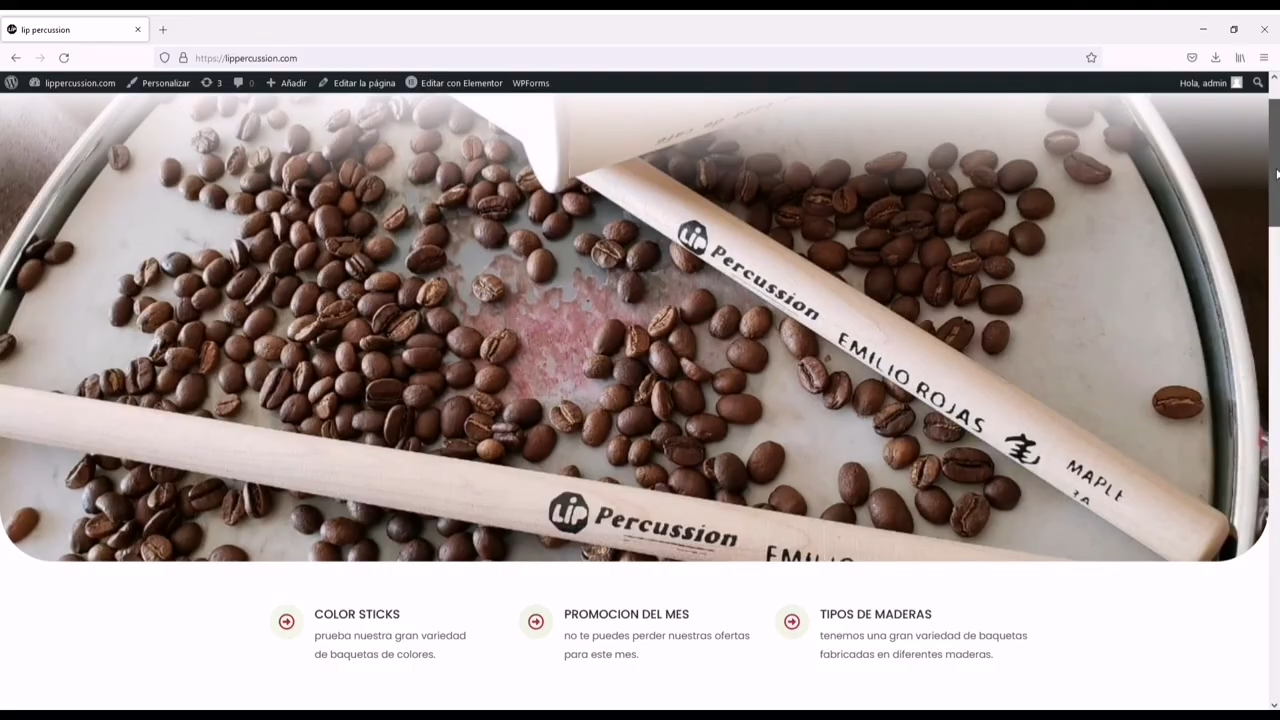 lip percussion
https://lippercussion.com
lippercussion.com
Personalizar
3
0
Añadir
Editar la página
Editar con Elementor
WPForms
Hola, admin
LiP Percussion EMILIO ROJAS MAPLE
LiP Percussion
COLOR STICKS
prueba nuestra gran variedad
de baquetas de colores.
PROMOCION DEL MES
no te puedes perder nuestras ofertas
para este mes.
TIPOS DE MADERAS
tenemos una gran variedad de baquetas
fabricadas en diferentes maderas.